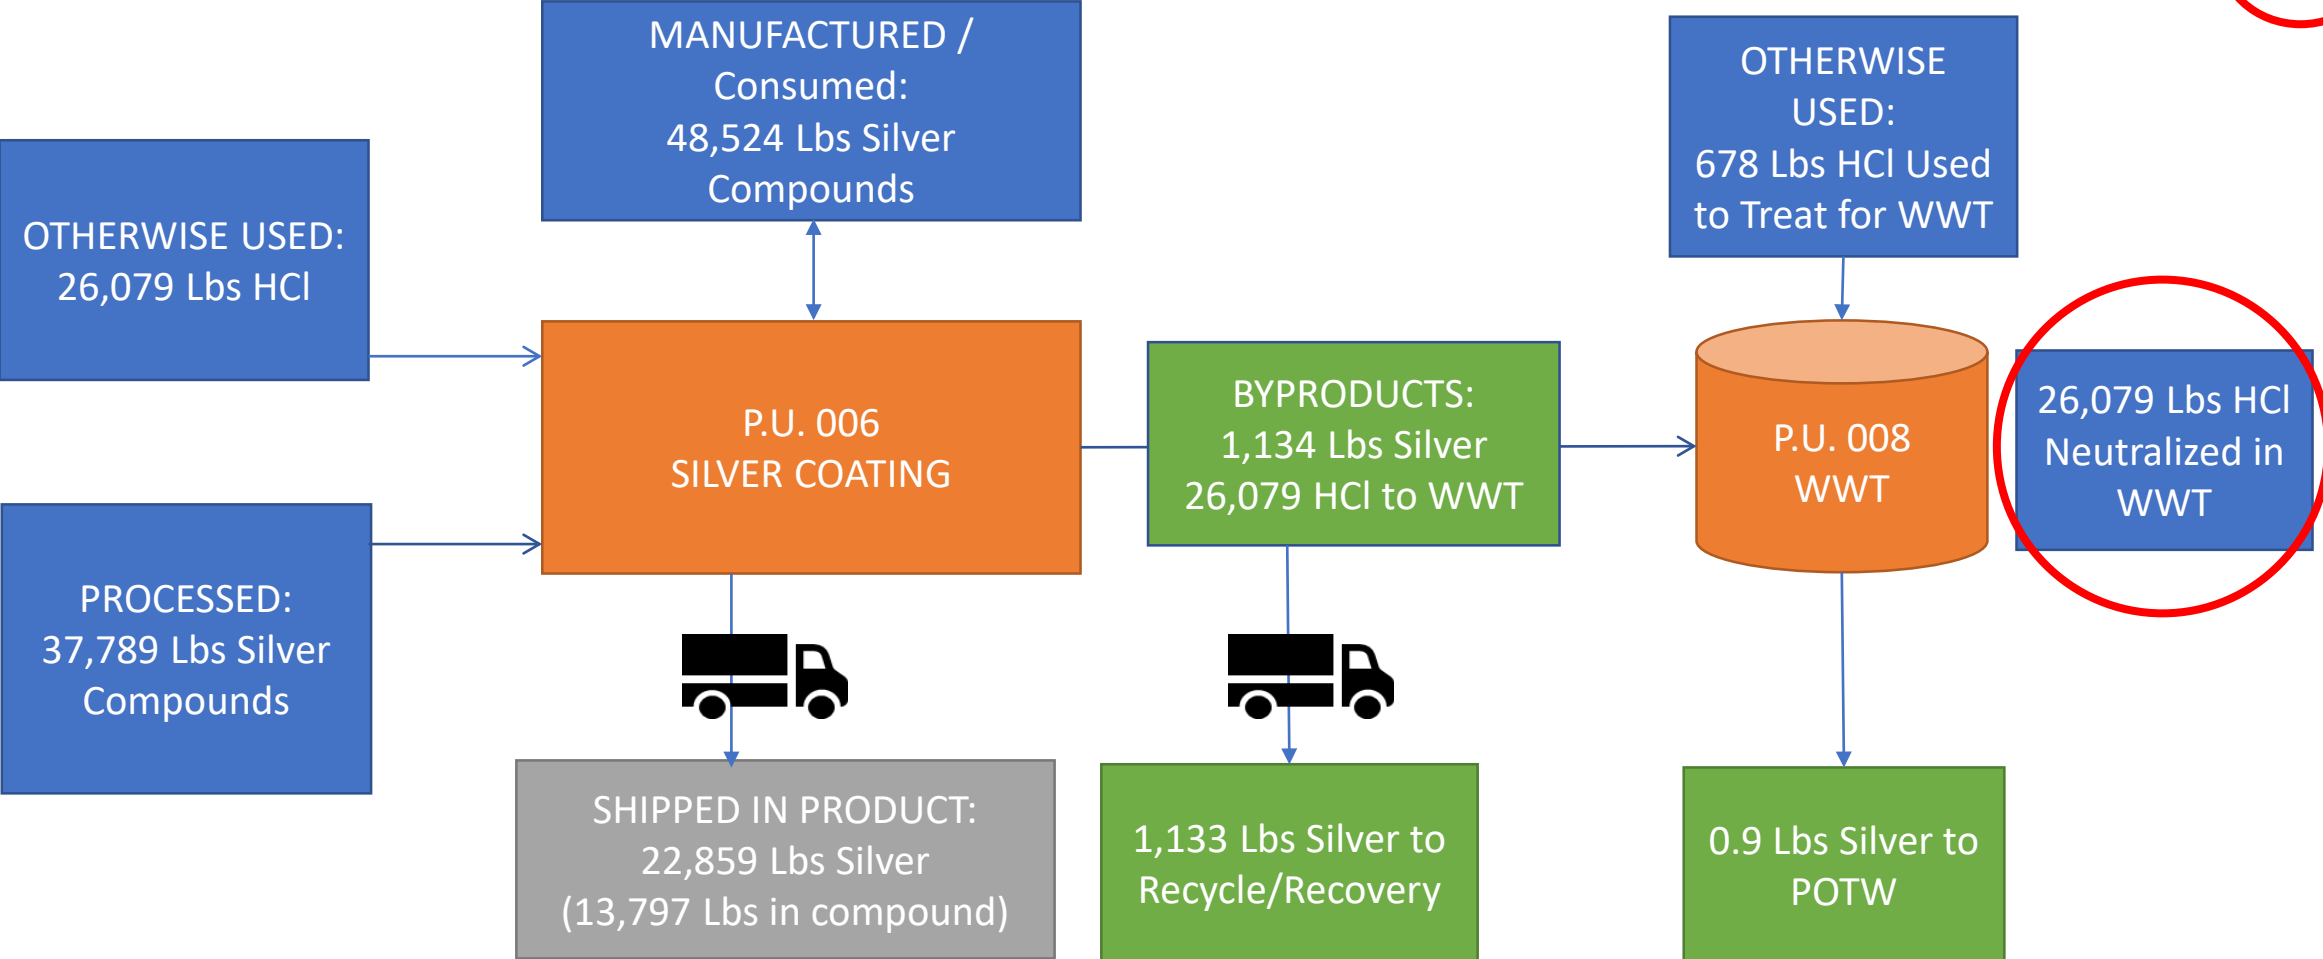 MANUFACTURED /
Consumed:
48,524 Lbs Silver
Compounds
OTHERWISE
USED:
678 Lbs HCl Used
to Treat for WWT
OTHERWISE USED:
26,079 Lbs HCl
P.U. 006
SILVER COATING
BYPRODUCTS:
1,134 Lbs Silver
26,079 HCl to WWT
P.U. 008
WWT
26,079 Lbs HCl
Neutralized in
WWT
PROCESSED:
37,789 Lbs Silver
Compounds
SHIPPED IN PRODUCT:
22,859 Lbs Silver
(13,797 Lbs in compound)
1,133 Lbs Silver to
Recycle/Recovery
0.9 Lbs Silver to
POTW